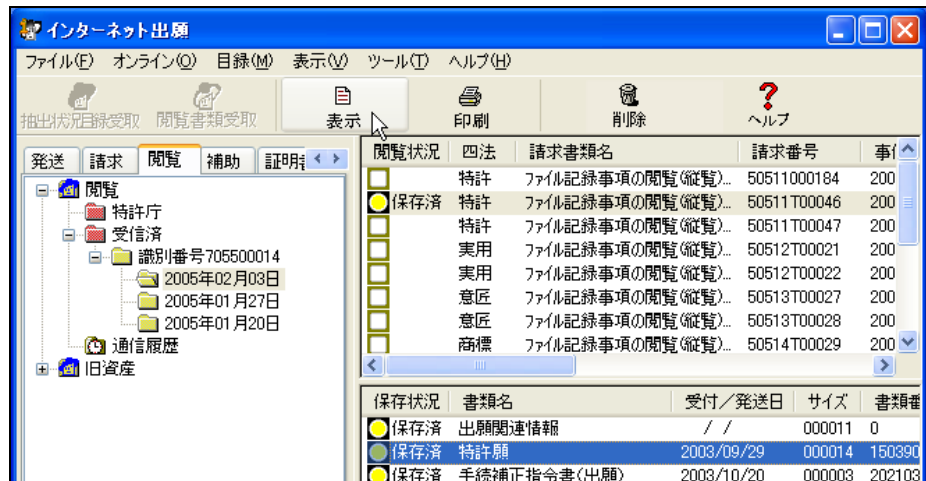 インターネット出願
ファイル(F) オンライン(O) 目録(M) 表示(V) ツール(T) ヘルプ(H)
抽出状況目録受取 閲覧書類受取 表示 印刷 削除 ヘルプ
発送 請求 閲覧 補助
閲覧
特許庁
受信済
識別番号705500014
2005年02月03日
2005年01月27日
2005年01月20日
通信履歴
旧資産
閲覧状況 四法 請求書類名 請求番号
特許 ファイル記録事項の閲覧(縦覧)... 50511000184 200
保存済 特許 ファイル記録事項の閲覧(縦覧)... 50511T00046 200
特許 ファイル記録事項の閲覧(縦覧)... 50511T00047 200
実用 ファイル記録事項の閲覧(縦覧)... 50512T00021 200
実用 ファイル記録事項の閲覧(縦覧)... 50512T00022 200
意匠 ファイル記録事項の閲覧(縦覧)... 50513T00027 200
意匠 ファイル記録事項の閲覧(縦覧)... 50513T00028 200
商標 ファイル記録事項の閲覧(縦覧)... 50514T00029 200
保存状況 書類名 受付/発送日 サイズ 書類番
保存済 出願関連情報 / / 000011 0
保存済 特許願 2003/09/29 000014 150390
保存済 手続補正指令書(出願) 2003/10/20 000003 202103